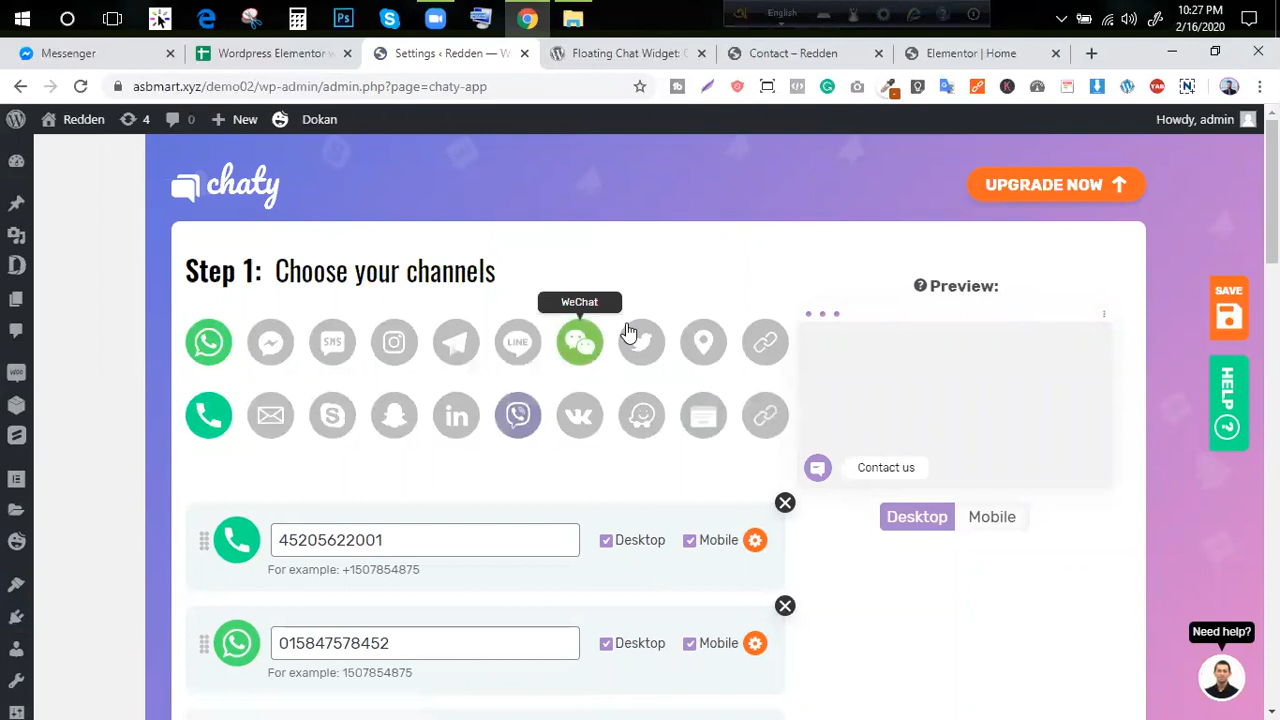 English
10:27 PM
2/16/2020
Messenger
Wordpress Elementor w
Settings ‹ Redden — W
Floating Chat Widget: C
Contact – Redden
Elementor | Home
asbmart.xyz/demo02/wp-admin/admin.php?page=chaty-app
Redden 4 0 New Dokan
Howdy, admin
chaty
UPGRADE NOW
Step 1: Choose your channels
Preview:
SAVE
WeChat
SMS
LINE
HELP
Contact us
Desktop Mobile
45205622001
Desktop Mobile
For example: +1507854875
015847578452
Desktop Mobile
For example: 1507854875
Need help?